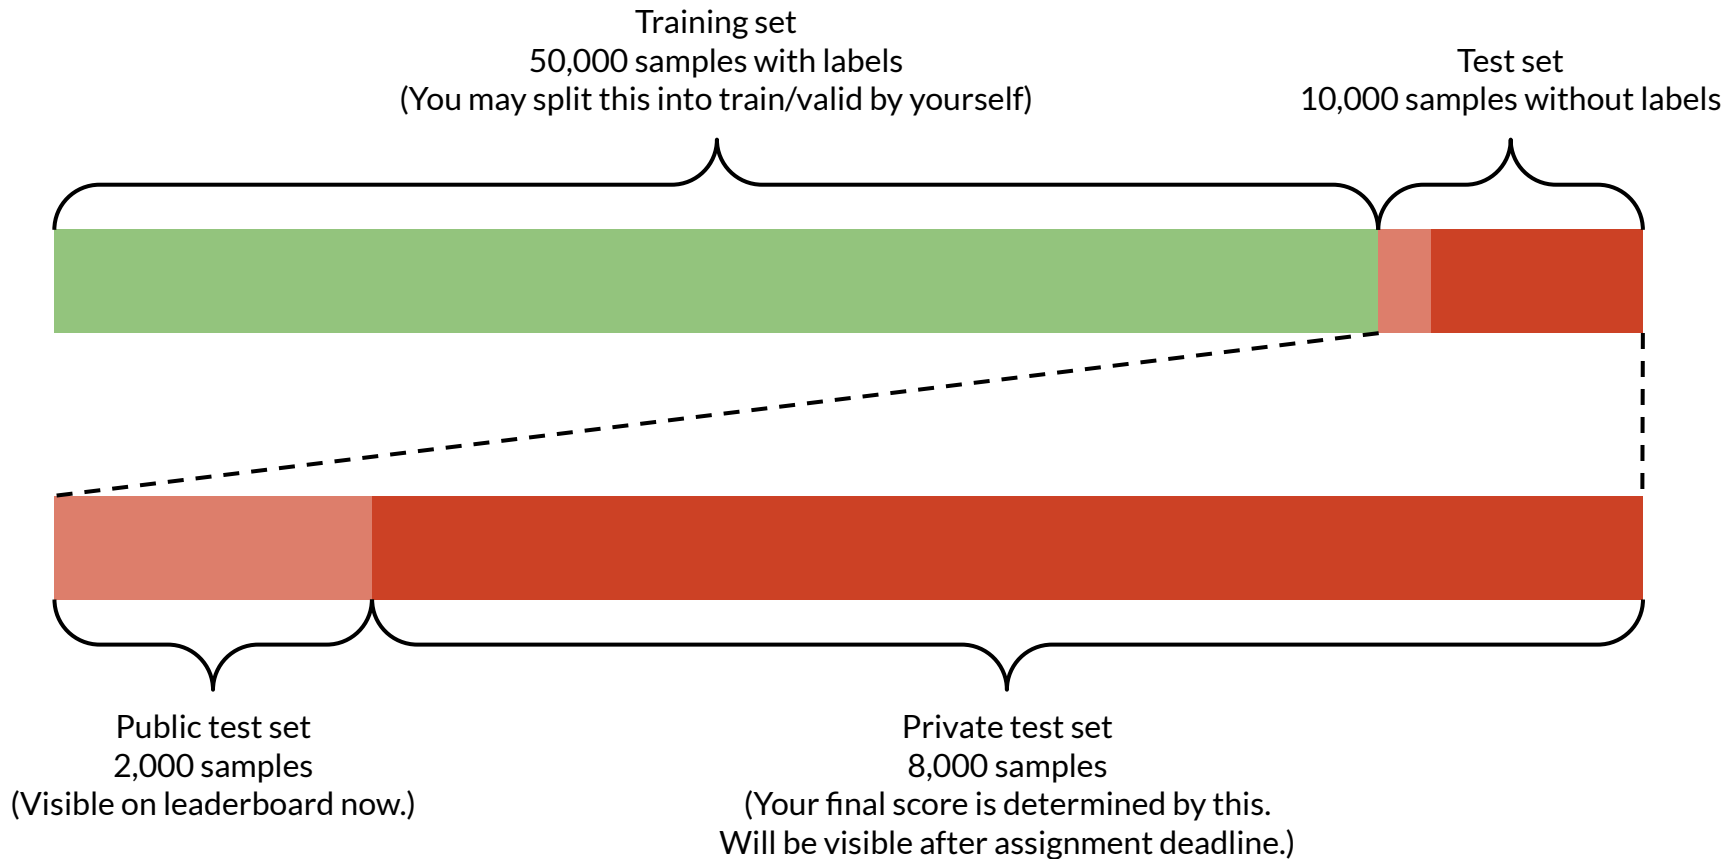 Training set
50,000 samples with labels
(You may split this into train/valid by yourself)
Test set
10,000 samples without labels
Public test set
2,000 samples
(Visible on leaderboard now.)
Private test set
8,000 samples
(Your final score is determined by this.
Will be visible after assignment deadline.)